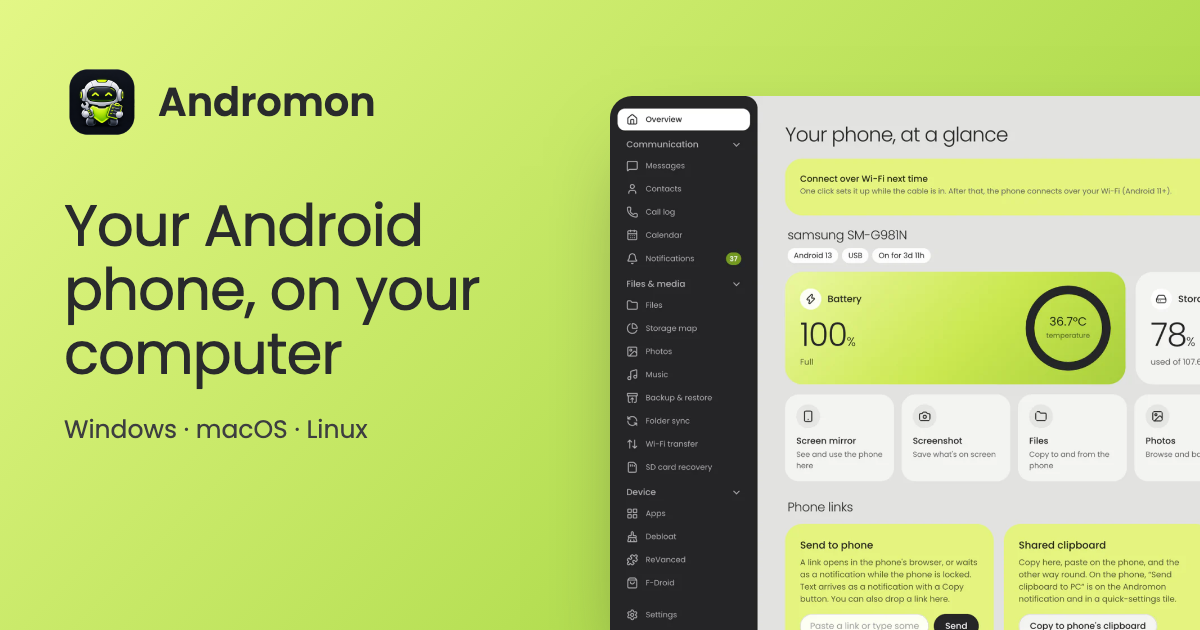 Andromon
Your Android
phone, on your
computer
Windows · macOS · Linux
Overview
Communication
Messages
Contacts
Call log
Calendar
Notifications 37
Files & media
Files
Storage map
Photos
Music
Backup & restore
Folder sync
Wi-Fi transfer
SD card recovery
Device
Apps
Debloat
ReVanced
F-Droid
Settings
Your phone, at a glance
Connect over Wi-Fi next time
One click sets it up while the cable is in. After that, the phone connects over your Wi-Fi (Android 11+).
samsung SM-G981N
Android 13 USB On for 3d 11h
Battery
100%
Full
36.7°C
temperature
78%
used of 107.6
Screen mirror
See and use the phone
here
Screenshot
Save what's on screen
Files
Copy to and from the
phone
Photos
Browse and
Phone links
Send to phone
A link opens in the phone's browser, or waits
as a notification while the phone is locked.
Text arrives as a notification with a Copy
button. You can also drop a link here.
Paste a link or type some Send
Shared clipboard
Copy here, paste on the phone, and the
other way round. On the phone, "Send
clipboard to PC" is on the Andromon
notification and in a quick-settings tile.
Copy to phone's clipboard